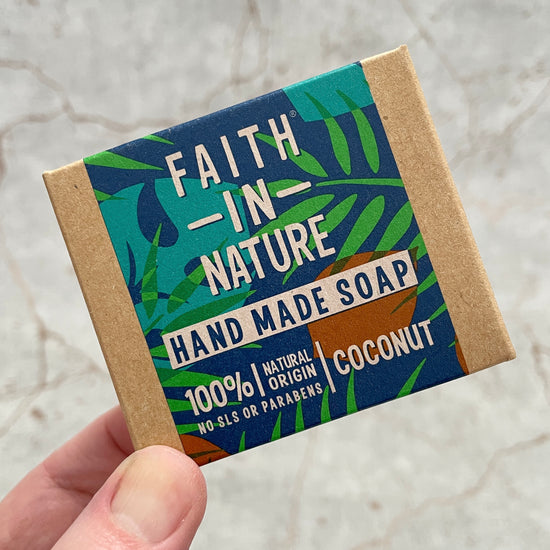 FAITH®
—IN—
NATURE
HAND MADE SOAP
100% | NATURAL ORIGIN | COCONUT
NO SLS OR PARABENS